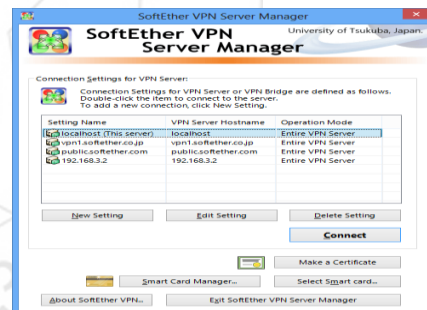 SoftEther VPN Server Manager
SoftEther VPN
Server Manager
University of Tsukuba, Japan.
Connection Settings for VPN Server:
Connection Settings for VPN Server or VPN Bridge are defined as follows.
Double-click the item to connect to the server.
To add a new connection, click New Setting.
Setting Name VPN Server Hostname Operation Mode
localhost (This server) localhost Entire VPN Server
vpn1.softether.co.jp vpn1.softether.co.jp Entire VPN Server
public.softether.com public.softether.com Entire VPN Server
192.168.3.2 192.168.3.2 Entire VPN Server
New Setting Edit Setting Delete Setting
Connect
Make a Certificate
Smart Card Manager... Select Smart card...
About SoftEther VPN... Exit SoftEther VPN Server Manager